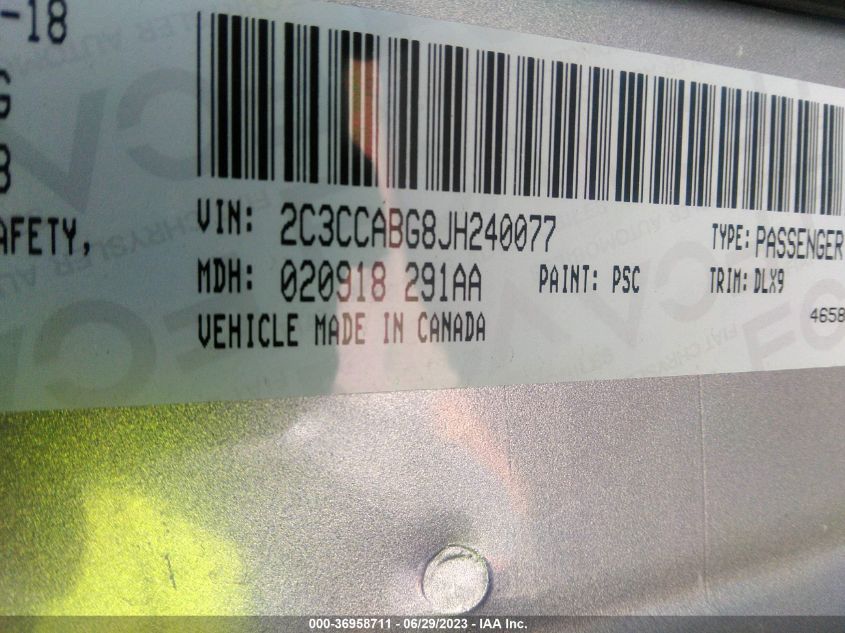 -18
G
8
AFETY,
VIN: 2C3CCABG8JH240077
TYPE: PASSENGER
MDH: 020918 291AA
PAINT: PSC
TRIM: DLX9
VEHICLE MADE IN CANADA
4658
000-36958711 - 06/29/2023 - IAA Inc.